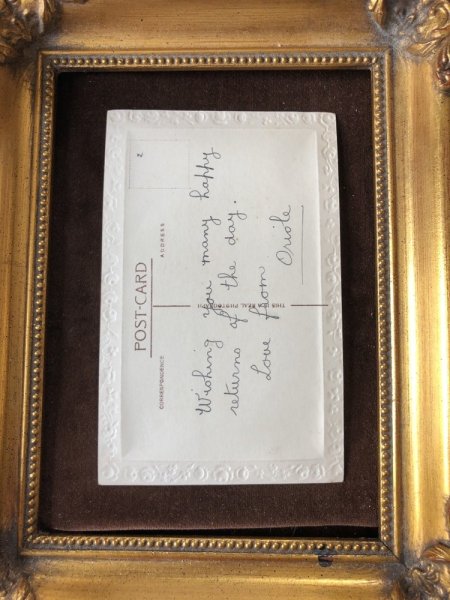 POST-CARD
CORRESPONDENCE
ADDRESS
2
THIS IS A REAL PHOTOGRAPH
Wishing you many happy
returns of the day.
Love from
Oriole